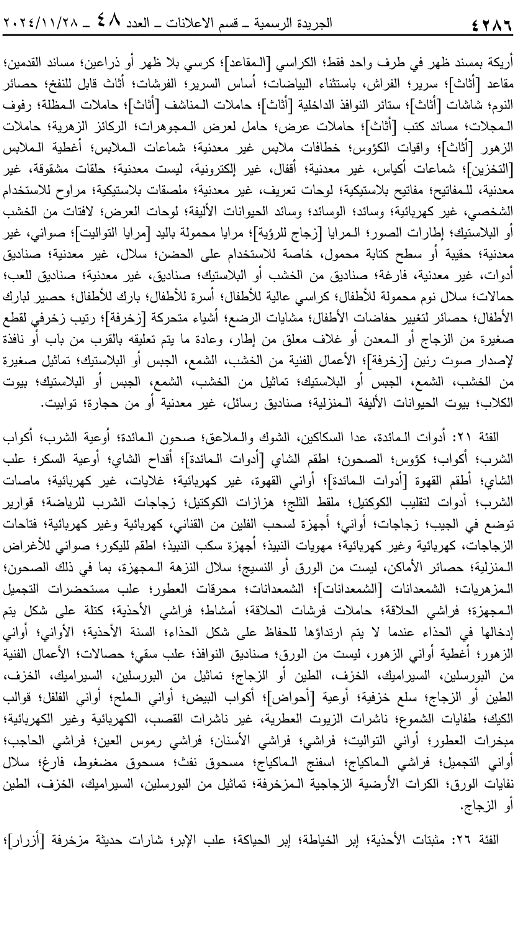 ٤٢٨٦ الجريدة الرسمية ــ قسم الاعلانات ــ العدد ٤٨ ــ ٢٠٢٤/١١/٢٨
أريكة بمسند ظهر في طرف واحد فقط؛ الكراسي [المقاعد]؛ كرسي بلا ظهر أو ذراعين؛ مساند القدمين؛
مقاعد [أثاث]؛ سرير؛ الفراش، باستثناء البياضات؛ أساس السرير؛ الفرشات؛ أثاث قابل للنفخ؛ حصائر
النوم؛ شاشات [أثاث]؛ ستائر النوافذ الداخلية [أثاث]؛ حاملات المناشف [أثاث]؛ حاملات المظلة؛ رفوف
المجلات؛ مساند كتب [أثاث]؛ حاملات عرض؛ حامل لعرض المجوهرات؛ الركائز الزهرية؛ حاملات
الزهور [أثاث]؛ واقيات الكؤوس؛ خطافات ملابس غير معدنية؛ شماعات الملابس؛ أغطية الملابس
[التخزين]؛ شماعات أكياس، غير معدنية؛ أقفال، غير إلكترونية، ليست معدنية؛ حلقات مشقوقة، غير
معدنية، للمفاتيح؛ مفاتيح بلاستيكية؛ لوحات تعريف، غير معدنية؛ ملصقات بلاستيكية؛ مراوح للاستخدام
الشخصي، غير كهربائية؛ وسائد؛ الوسائد؛ وسائد الحيوانات الأليفة؛ لوحات العرض؛ لافتات من الخشب
أو البلاستيك؛ إطارات الصور؛ المرايا [زجاج للرؤية]؛ مرايا محمولة باليد [مرايا التواليت]؛ صواني، غير
معدنية؛ حقيبة أو سطح كتابة محمول، خاصة للاستخدام على الحضن؛ سلال، غير معدنية؛ صناديق
أدوات، غير معدنية، فارغة؛ صناديق من الخشب أو البلاستيك؛ صناديق، غير معدنية؛ صناديق للعب؛
حمالات؛ سلال نوم محمولة للأطفال؛ كراسي عالية للأطفال؛ أسرة للأطفال؛ بارك للأطفال؛ حصير لبارك
الأطفال؛ حصائر لتغيير حفاضات الأطفال؛ مشايات الرضع؛ أشياء متحركة [زخرفة]؛ رتيب زخرفي لقطع
صغيرة من الزجاج أو المعدن أو غلاف معلق من إطار، وعادة ما يتم تعليقه بالقرب من باب أو نافذة
لإصدار صوت رنين [زخرفة]؛ الأعمال الفنية من الخشب، الشمع، الجبس أو البلاستيك؛ تماثيل صغيرة
من الخشب، الشمع، الجبس أو البلاستيك؛ تماثيل من الخشب، الشمع، الجبس أو البلاستيك؛ بيوت
الكلاب؛ بيوت الحيوانات الأليفة المنزلية؛ صناديق رسائل، غير معدنية أو من حجارة؛ توابيت.
الفئة ٢١: أدوات المائدة، عدا السكاكين، الشوك والملاعق؛ صحون المائدة؛ أوعية الشرب؛ أكواب
الشرب؛ أكواب؛ كؤوس؛ الصحون؛ اطقم الشاي [أدوات المائدة]؛ أقداح الشاي؛ أوعية السكر؛ علب
الشاي؛ أطقم القهوة [أدوات المائدة]؛ أواني القهوة، غير كهربائية؛ غلايات، غير كهربائية؛ ماصات
الشرب؛ أدوات لتقليب الكوكتيل؛ ملقط الثلج؛ هزازات الكوكتيل؛ زجاجات الشرب للرياضة؛ قوارير
توضع في الجيب؛ زجاجات؛ أواني؛ أجهزة لسحب الفلين من القناني، كهربائية وغير كهربائية؛ فتاحات
الزجاجات، كهربائية وغير كهربائية؛ مهويات النبيذ؛ أجهزة سكب النبيذ؛ اطقم للبكور؛ صواني للأغراض
المنزلية؛ حصائر الأماكن، ليست من الورق أو النسيج؛ سلال النزهة المجهزة، بما في ذلك الصحون؛
المزهريات؛ الشمعدانات [الشمعدانات]؛ الشمعدانات؛ محرقات العطور؛ علب مستحضرات التجميل
المجهزة؛ فراشي الحلاقة؛ حاملات فرشات الحلاقة؛ أمشاط؛ فراشي الأحذية؛ كتلة على شكل يتم
إدخالها في الحذاء عندما لا يتم ارتداؤها للحفاظ على شكل الحذاء؛ السنة الأحذية؛ الأواني؛ أواني
الزهور؛ أغطية أواني الزهور، ليست من الورق؛ صناديق النوافذ؛ علب سقي؛ حصالات؛ الأعمال الفنية
من البورسلين، السيراميك، الخزف، الطين أو الزجاج؛ تماثيل من البورسلين، السيراميك، الخزف،
الطين أو الزجاج؛ سلع خزفية؛ أوعية [أحواض]؛ أكواب البيض؛ أواني الملح؛ أواني الفلفل؛ قوالب
الكيك؛ طفايات الشموع؛ ناشرات الزيوت العطرية، غير ناشرات القصب، الكهربائية وغير الكهربائية؛
مبخرات العطور؛ أواني التواليت؛ فراشي؛ فراشي الأسنان؛ فراشي رموس العين؛ فراشي الحاجب؛
أواني التجميل؛ فراشي الماكياج؛ اسفنج الماكياج؛ مسحوق نفث؛ مسحوق مضغوط، فارغ؛ سلال
نفايات الورق؛ الكرات الأرضية الزجاجية المزخرفة؛ تماثيل من البورسلين، السيراميك، الخزف، الطين
أو الزجاج.
الفئة ٢٦: مثبتات الأحذية؛ إبر الخياطة؛ إبر الحياكة؛ علب الإبر؛ شارات حديثة مزخرفة [أزرار]؛